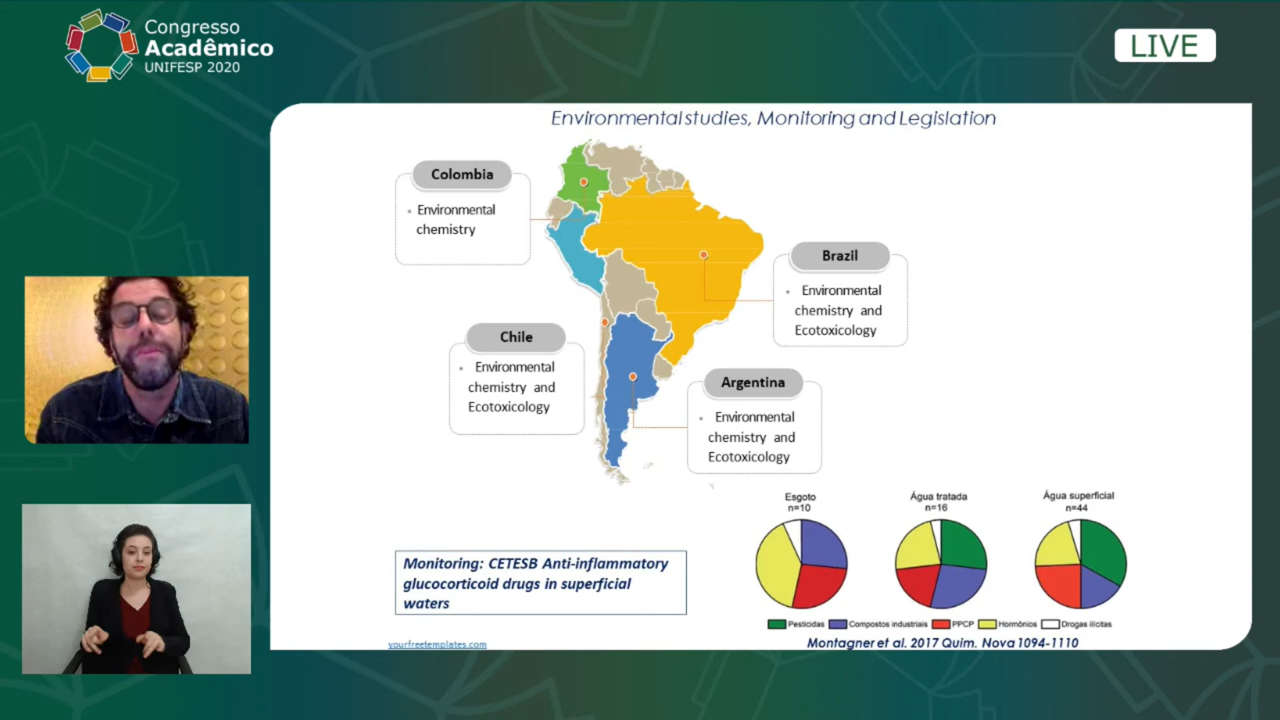 Congresso
Acadêmico
UNIFESP 2020
LIVE
Environmental studies, Monitoring and Legislation
Colombia
• Environmental
chemistry
Brazil
• Environmental
chemistry and
Ecotoxicology
Chile
• Environmental
chemistry and
Ecotoxicology
Argentina
• Environmental
chemistry and
Ecotoxicology
Esgoto
n=10
Água tratada
n=16
Água superficial
n=44
Monitoring: CETESB Anti-inflammatory
glucocorticoid drugs in superficial
waters
Pesticidas Compostos industriais PPCP Hormônios Drogas ilícitas
yourfreetemplates.com
Montagner et al. 2017 Quim. Nova 1094-1110